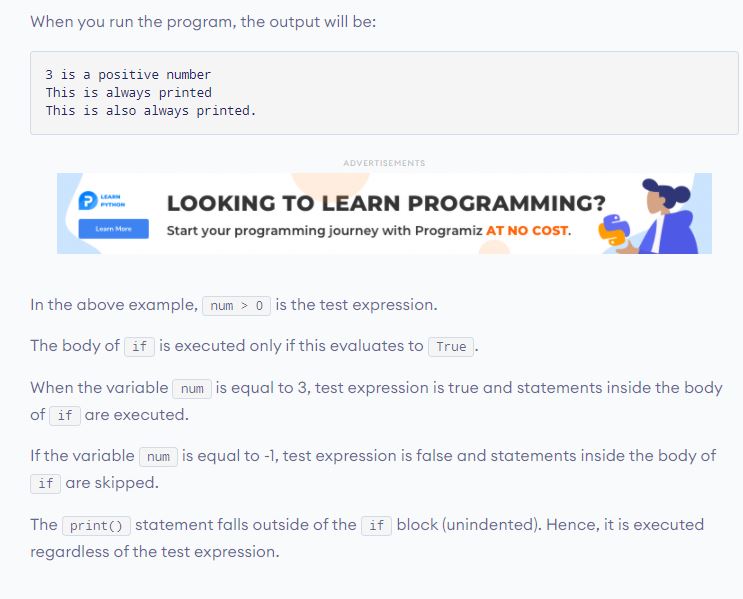 When you run the program, the output will be:
3 is a positive number
This is always printed
This is also always printed.
ADVERTISEMENTS
LEARN
PYTHON
Learn More
LOOKING TO LEARN PROGRAMMING?
Start your programming journey with Programiz AT NO COST.
In the above example, num > 0 is the test expression.
The body of if is executed only if this evaluates to True.
When the variable num is equal to 3, test expression is true and statements inside the body
of if are executed.
If the variable num is equal to -1, test expression is false and statements inside the body of
if are skipped.
The print() statement falls outside of the if block (unindented). Hence, it is executed
regardless of the test expression.